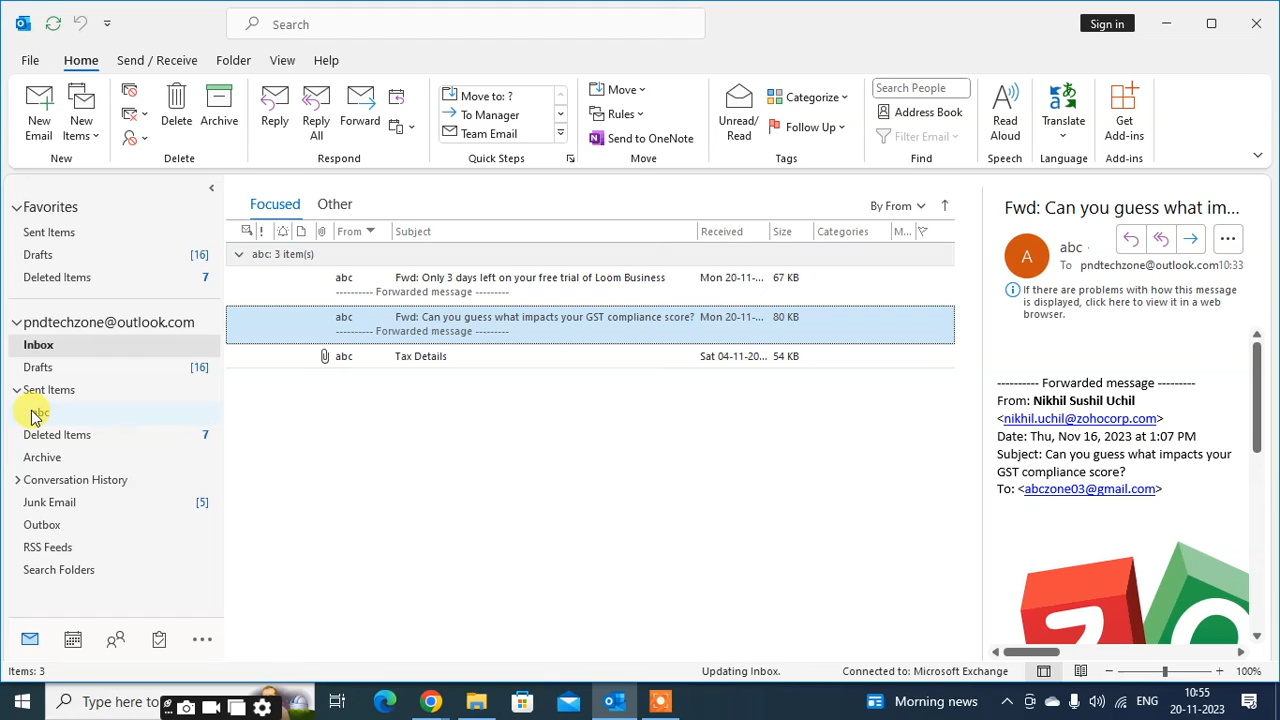 Search
Sign in
File Home Send / Receive Folder View Help
New Email
New Items
Delete
Archive
Reply
Reply All
Forward
Move to: ?
To Manager
Team Email
Move
Rules
Send to OneNote
Unread/ Read
Categorize
Follow Up
Search People
Address Book
Filter Email
Read Aloud
Translate
Get Add-ins
New Delete Respond Quick Steps Move Tags Find Speech Language Add-ins
Favorites
Sent Items
Drafts [16]
Deleted Items 7
pndtechzone@outlook.com
Inbox
Drafts [16]
Sent Items
abc
Deleted Items 7
Archive
Conversation History
Junk Email [5]
Outbox
RSS Feeds
Search Folders
Focused Other
By From
From Subject Received Size Categories M...
abc: 3 item(s)
abc Fwd: Only 3 days left on your free trial of Loom Business Mon 20-11-... 67 KB
---------- Forwarded message ---------
abc Fwd: Can you guess what impacts your GST compliance score? Mon 20-11-... 80 KB
---------- Forwarded message ---------
abc Tax Details Sat 04-11-20... 54 KB
Fwd: Can you guess what im...
A
abc
To pndtechzone@outlook.com 10:33
If there are problems with how this message
is displayed, click here to view it in a web
browser.
---------- Forwarded message ---------
From: Nikhil Sushil Uchil
<nikhil.uchil@zohocorp.com>
Date: Thu, Nov 16, 2023 at 1:07 PM
Subject: Can you guess what impacts your
GST compliance score?
To: <abczone03@gmail.com>
Items: 3
Updating Inbox.
Connected to: Microsoft Exchange
100%
Type here to
Morning news
ENG
10:55
20-11-2023